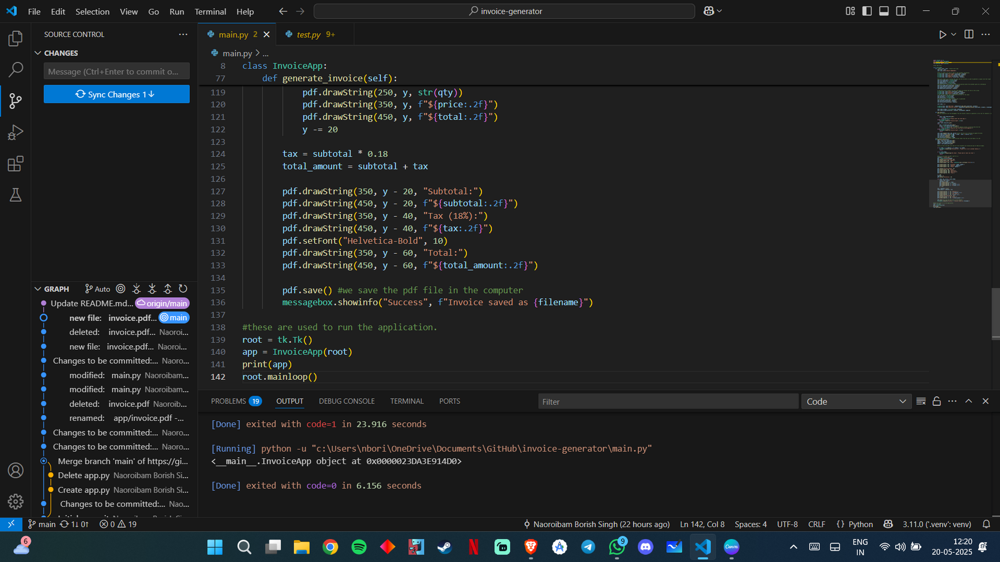 File Edit Selection View Go Run Terminal Help
invoice-generator
SOURCE CONTROL
CHANGES
Message (Ctrl+Enter to commit o...
Sync Changes 1↓
GRAPH Auto
Update README.md... origin/main
new file: invoice.pdf... main
deleted: invoice.pdf... Naoroi...
new file: invoice.pdf... Naoroi...
Changes to be committed:... Naoro...
modified: main.py Naoroibam...
modified: main.py Naoroibam...
deleted: invoice.pdf Naoroib...
renamed: app/invoice.pdf -...
Changes to be committed:... Naoro...
Changes to be committed:... Naoro...
Merge branch 'main' of https://gi...
Delete app.py Naoroibam Borish Si...
Create app.py Naoroibam Borish Si...
Changes to be committed:... Nao...
main.py 2
test.py 9+
main.py > ...
8 class InvoiceApp:
77 def generate_invoice(self):
119 pdf.drawString(250, y, str(qty))
120 pdf.drawString(350, y, f"${price:.2f}")
121 pdf.drawString(450, y, f"${total:.2f}")
122 y -= 20
123
124 tax = subtotal * 0.18
125 total_amount = subtotal + tax
126
127 pdf.drawString(350, y - 20, "Subtotal:")
128 pdf.drawString(450, y - 20, f"${subtotal:.2f}")
129 pdf.drawString(350, y - 40, "Tax (18%):")
130 pdf.drawString(450, y - 40, f"${tax:.2f}")
131 pdf.setFont("Helvetica-Bold", 10)
132 pdf.drawString(350, y - 60, "Total:")
133 pdf.drawString(450, y - 60, f"${total_amount:.2f}")
134
135 pdf.save() #we save the pdf file in the computer
136 messagebox.showinfo("Success", f"Invoice saved as {filename}")
137
138 #these are used to run the application.
139 root = tk.Tk()
140 app = InvoiceApp(root)
141 print(app)
142 root.mainloop()
PROBLEMS 19 OUTPUT DEBUG CONSOLE TERMINAL PORTS
Filter
Code
[Done] exited with code=1 in 23.916 seconds
[Running] python -u "c:\Users\nbori\OneDrive\Documents\GitHub\invoice-generator\main.py"
<__main__.InvoiceApp object at 0x0000023DA3E914D0>
[Done] exited with code=0 in 6.156 seconds
main 1↓ 0↑ 0 19
Naoroibam Borish Singh (22 hours ago) Ln 142, Col 8 Spaces: 4 UTF-8 CRLF {} Python 3.11.0 ('.venv': venv)
6
9
Canva
ENG
IN
12:20
20-05-2025